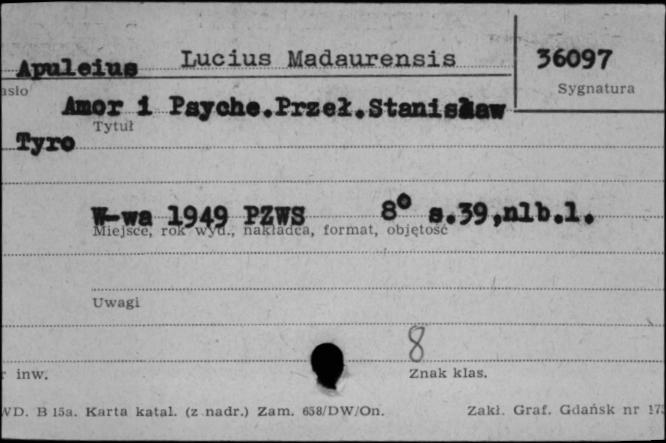 Apuleius Lucius Madaurensis 36097
asło Sygnatura
Amor i Psyche.Przeł.Stanisław
Tytuł
Tyro
W-wa 1949 PZWS 8° s.39,nlb.1.
Miejsce, rok wyd., nakładca, format, objętość
Uwagi
8
r inw. Znak klas.
WD. B 15a. Karta katal. (z nadr.) Zam. 658/DW/On. Zakł. Graf. Gdańsk nr 175